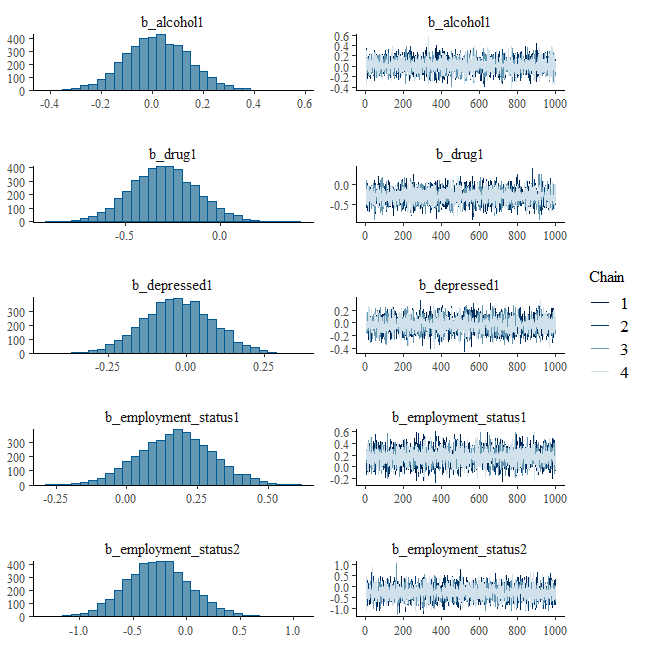 b_alcohol1
400
300
200
100
0
-0.4 -0.2 0.0 0.2 0.4 0.6
b_alcohol1
0.6
0.4
0.2
0.0
-0.2
-0.4
0 200 400 600 800 1000
b_drug1
400
300
200
100
0
-0.5 0.0
b_drug1
0.0
-0.5
0 200 400 600 800 1000
b_depressed1
300
200
100
0
-0.25 0.00 0.25
b_depressed1
0.2
0.0
-0.2
-0.4
0 200 400 600 800 1000
b_employment_status1
300
200
100
0
-0.25 0.00 0.25 0.50
b_employment_status1
0.6
0.4
0.2
0.0
-0.2
0 200 400 600 800 1000
b_employment_status2
400
300
200
100
0
-1.0 -0.5 0.0 0.5 1.0
b_employment_status2
1.0
0.5
0.0
-0.5
-1.0
0 200 400 600 800 1000
Chain
1
2
3
4